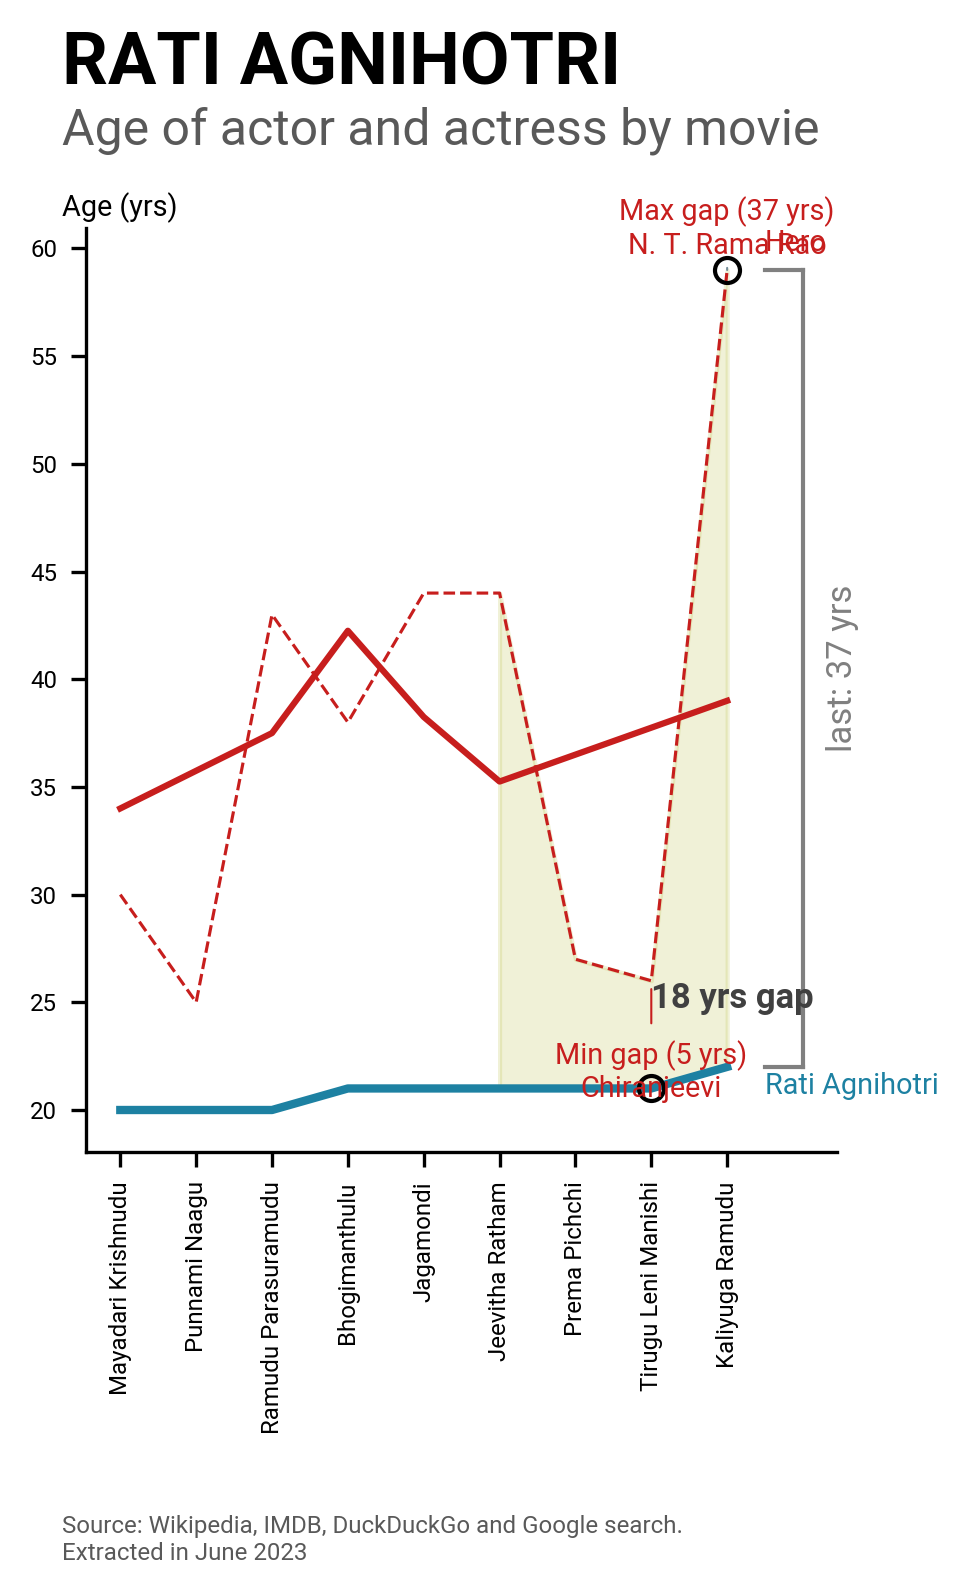 RATI AGNIHOTRI
Age of actor and actress by movie
Age (yrs)
Max gap (37 yrs)
N. T. Rama Rao
Hero
60
55
50
45
40
35
30
25
20
last: 37 yrs
18 yrs gap
Min gap (5 yrs)
Chiranjeevi
Rati Agnihotri
Mayadari Krishnudu
Punnami Naagu
Ramudu Parasuramudu
Bhogimanthulu
Jagamondi
Jeevitha Ratham
Prema Pichchi
Tirugu Leni Manishi
Kaliyuga Ramudu
Source: Wikipedia, IMDB, DuckDuckGo and Google search.
Extracted in June 2023